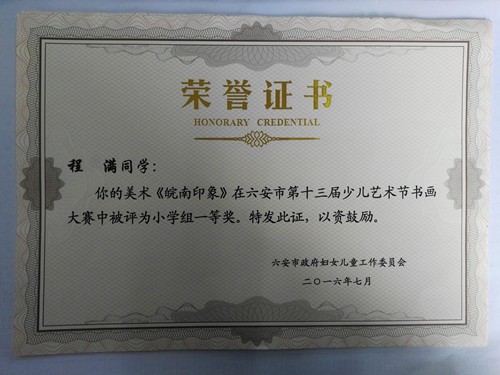 荣誉证书
HONORARY CREDENTIAL
程 满同学：
你的美术《皖南印象》在六安市第十三届少儿艺术节书画
大赛中被评为小学组一等奖。特发此证，以资鼓励。
六安市政府妇女儿童工作委员会
二〇一六年七月